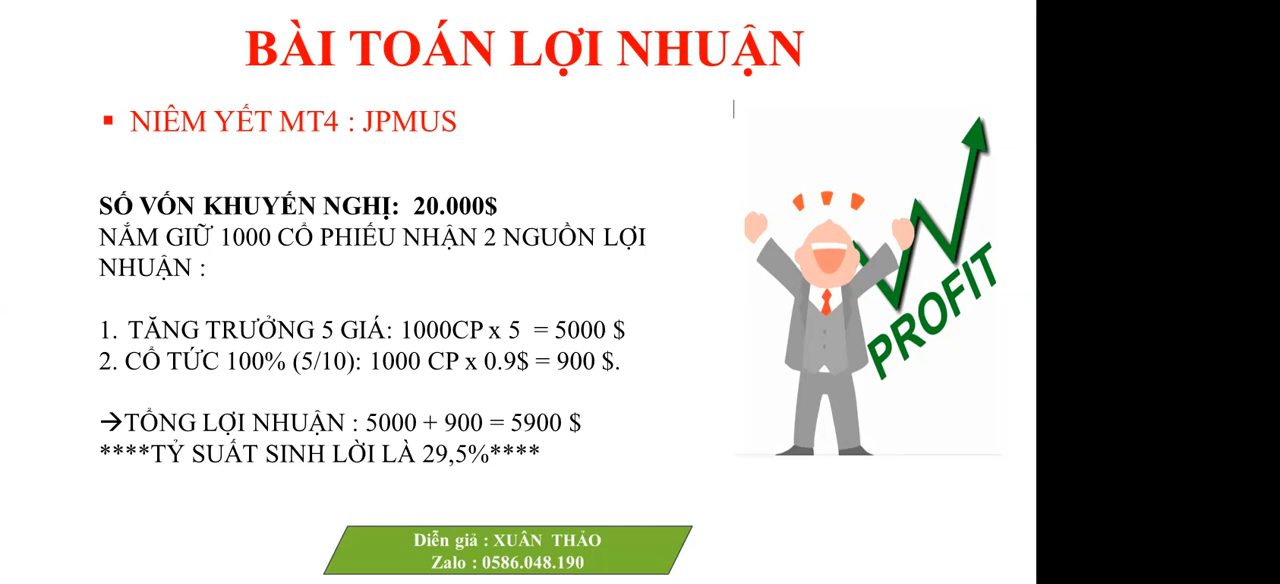 BÀI TOÁN LỢI NHUẬN
▪ NIÊM YẾT MT4 : JPMUS
SỐ VỐN KHUYẾN NGHỊ: 20.000$
NẮM GIỮ 1000 CỔ PHIẾU NHẬN 2 NGUỒN LỢI
NHUẬN :
1. TĂNG TRƯỞNG 5 GIÁ: 1000CP x 5 = 5000 $
2. CỔ TỨC 100% (5/10): 1000 CP x 0.9$ = 900 $.
→TỔNG LỢI NHUẬN : 5000 + 900 = 5900 $
****TỶ SUẤT SINH LỜI LÀ 29,5%****
PROFIT
Diễn giả : XUÂN THẢO
Zalo : 0586.048.190